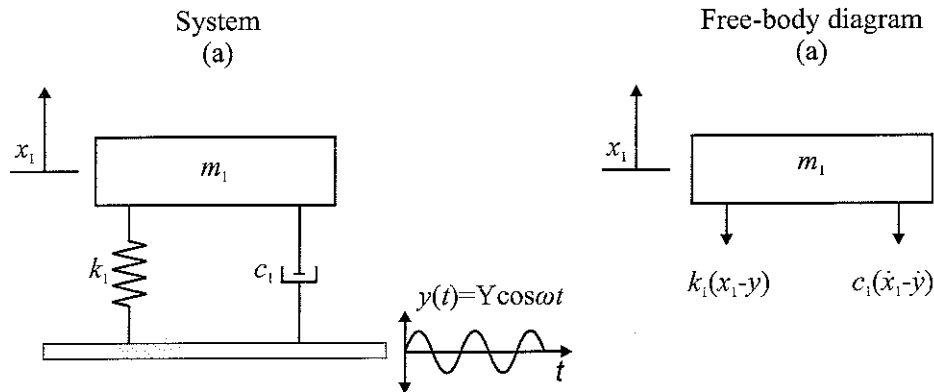 System
(a)
x₁
m₁
k₁
c₁
y(t)=Ycosωt
t
Free-body diagram
(a)
x₁
m₁
k₁(x₁-y)
c₁(ẋ₁-ẏ)